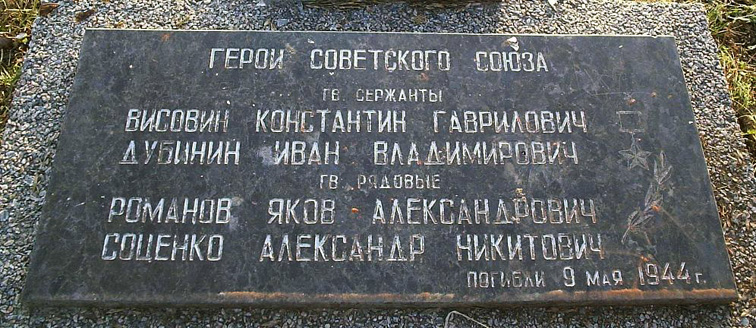 ГЕРОИ СОВЕТСКОГО СОЮЗА
ГВ. СЕРЖАНТЫ
ВИСОВИН КОНСТАНТИН ГАВРИЛОВИЧ
ДУБИНИН ИВАН ВЛАДИМИРОВИЧ
ГВ. РЯДОВЫЕ
РОМАНОВ ЯКОВ АЛЕКСАНДРОВИЧ
СОЦЕНКО АЛЕКСАНДР НИКИТОВИЧ
ПОГИБЛИ 9 МАЯ 1944 г.